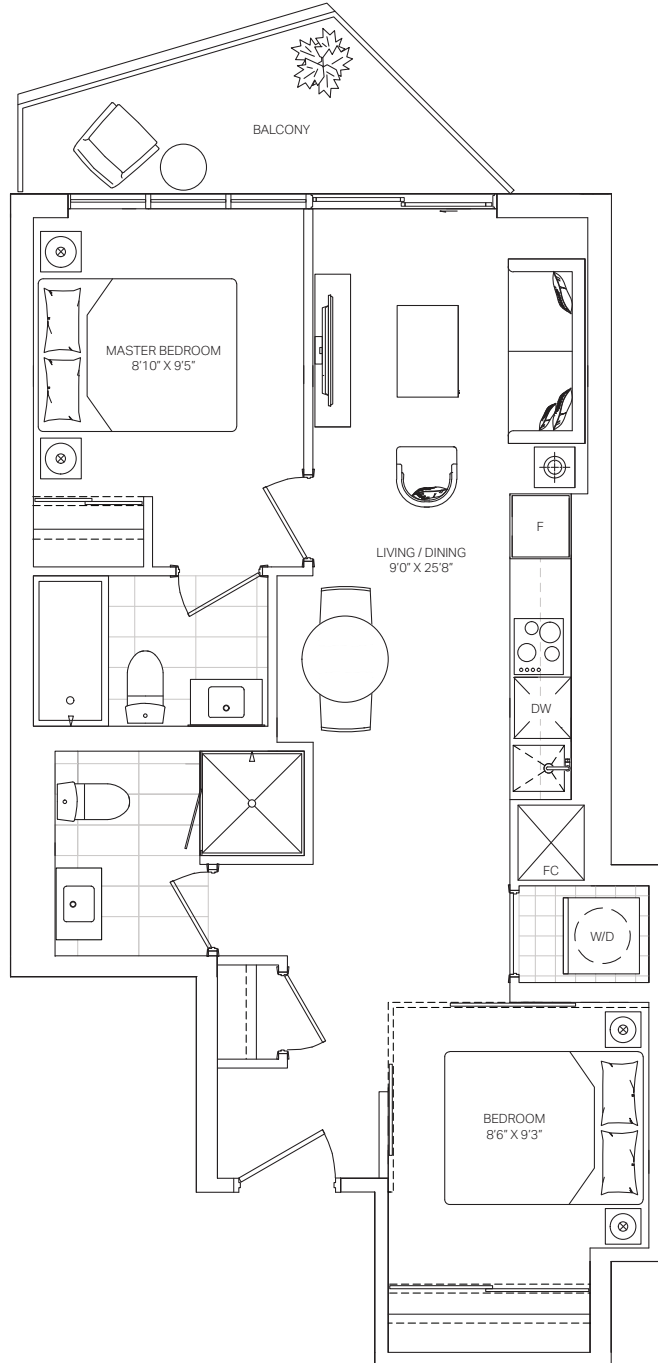 BALCONY
MASTER BEDROOM
8'10" X 9'5"
F
LIVING / DINING
9'0" X 25'8"
DW
FC
W/D
BEDROOM
8'6" X 9'3"